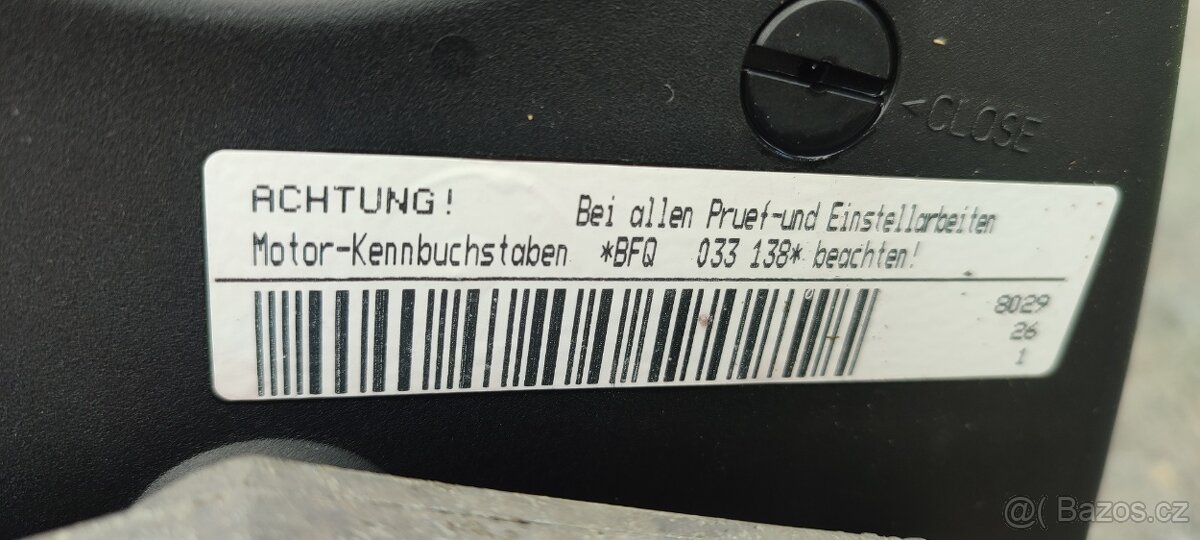 <CLOSE
ACHTUNG! Bei allen Pruef-und Einstellarbeiten
Motor-Kennbuchstaben *BFQ 033 138* beachten!
8029
26
1
@( Bazos.cz